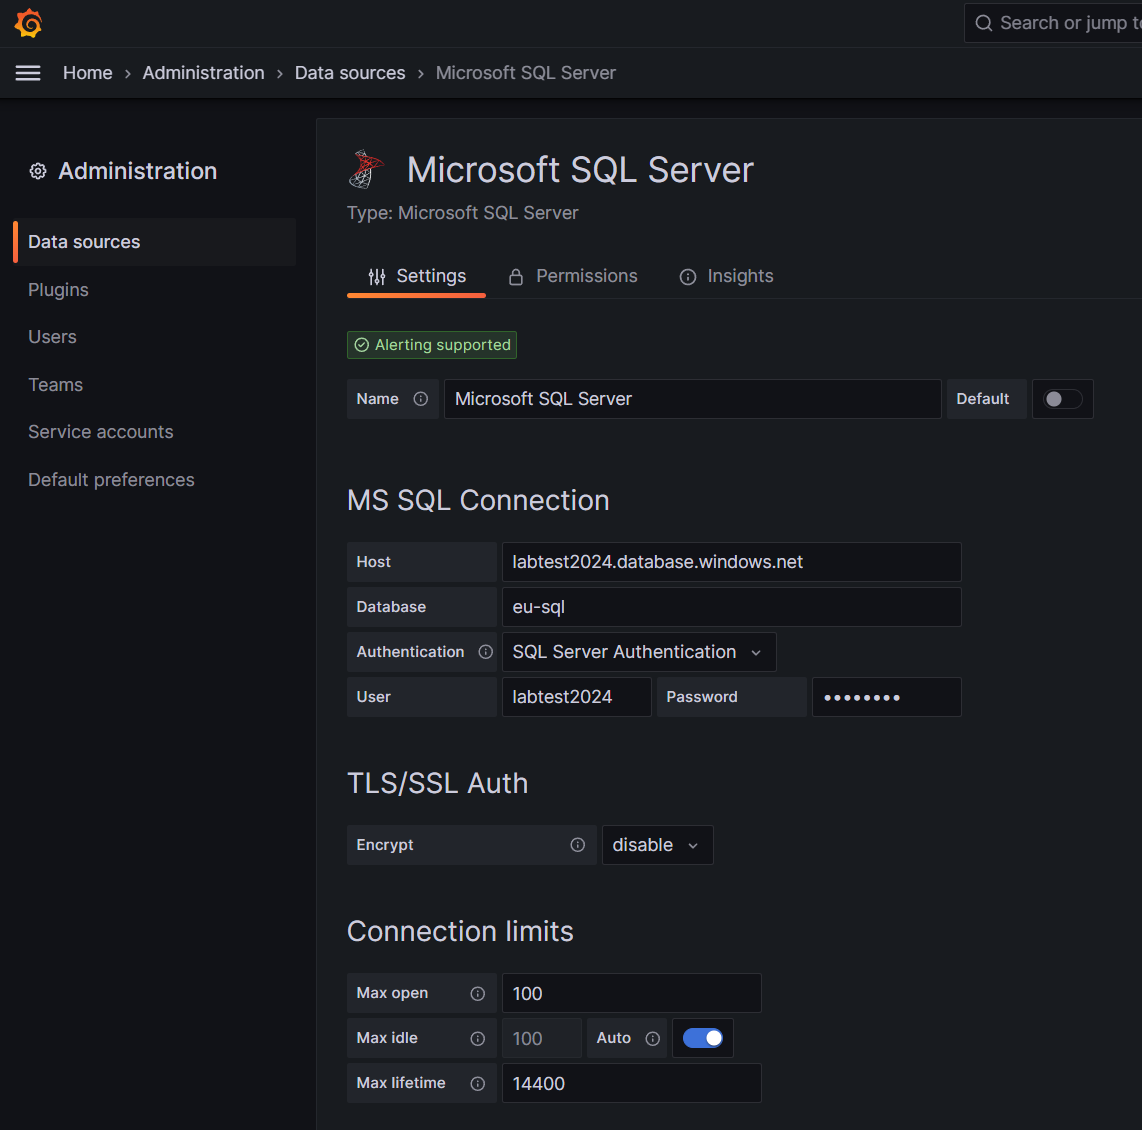 Search or jump to
Home › Administration › Data sources › Microsoft SQL Server
Administration
Data sources
Plugins
Users
Teams
Service accounts
Default preferences
Microsoft SQL Server
Type: Microsoft SQL Server
Settings Permissions Insights
Alerting supported
Name Microsoft SQL Server Default
MS SQL Connection
Host labtest2024.database.windows.net
Database eu-sql
Authentication SQL Server Authentication
User labtest2024 Password ••••••••
TLS/SSL Auth
Encrypt disable
Connection limits
Max open 100
Max idle 100 Auto
Max lifetime 14400